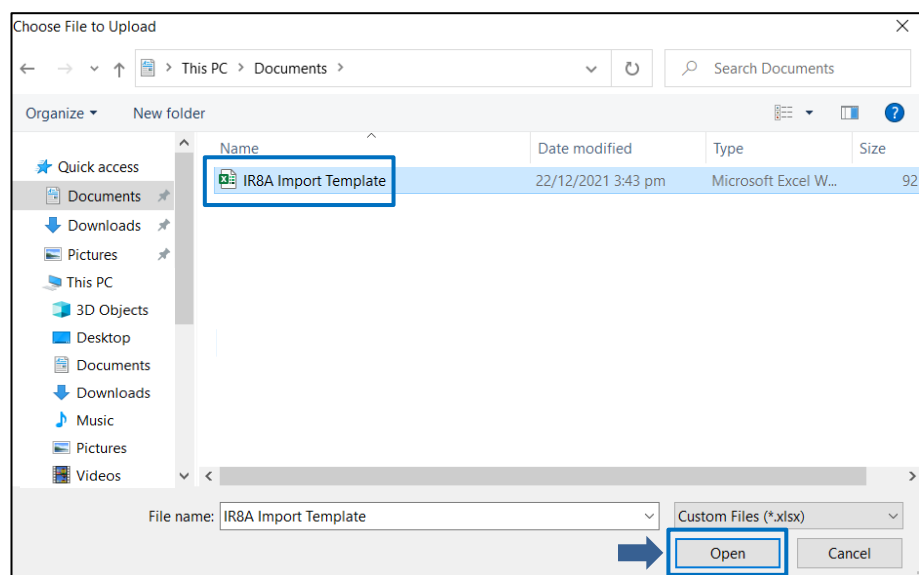 Choose File to Upload
This PC > Documents >
Search Documents
Organize
New folder
Name
Date modified
Type
Size
IR8A Import Template
22/12/2021 3:43 pm
Microsoft Excel W...
92
Quick access
Documents
Downloads
Pictures
This PC
3D Objects
Desktop
Documents
Downloads
Music
Pictures
Videos
File name:
IR8A Import Template
Custom Files (*.xlsx)
Open
Cancel